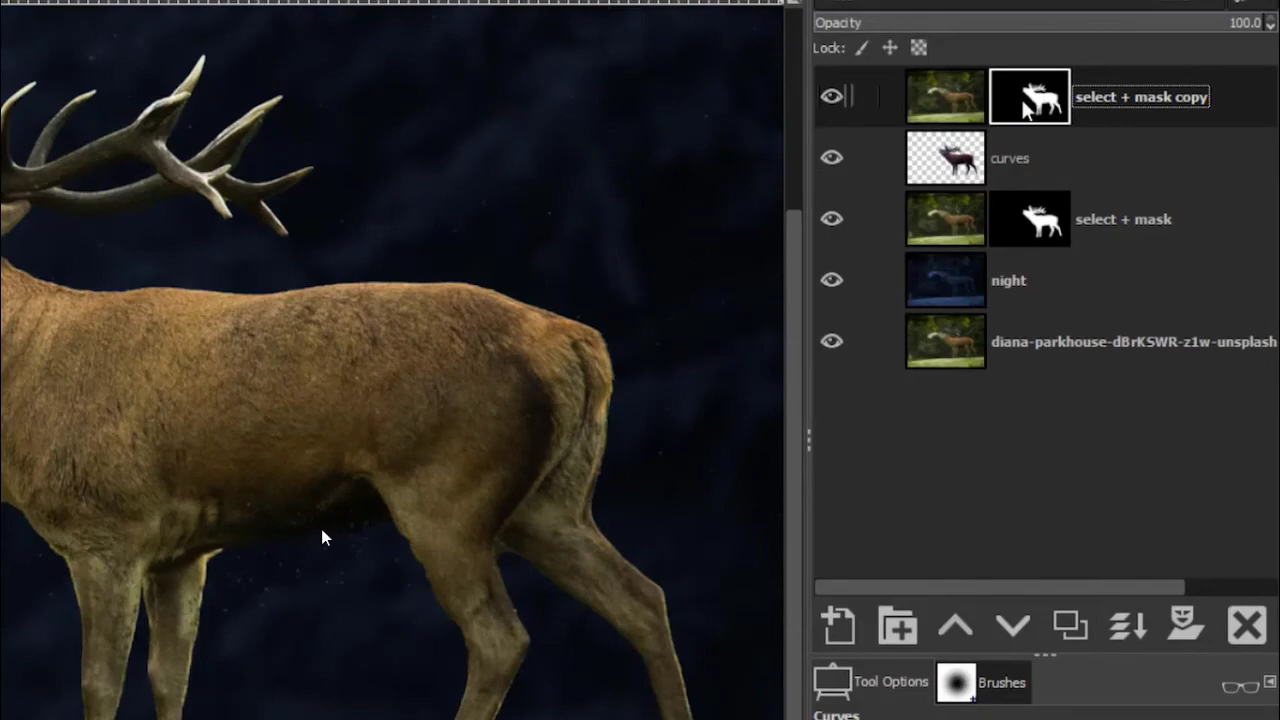 Opacity 100.0
Lock:
select + mask copy
curves
select + mask
night
diana-parkhouse-dBrKSWR-z1w-unsplash
Tool Options Brushes
Curves